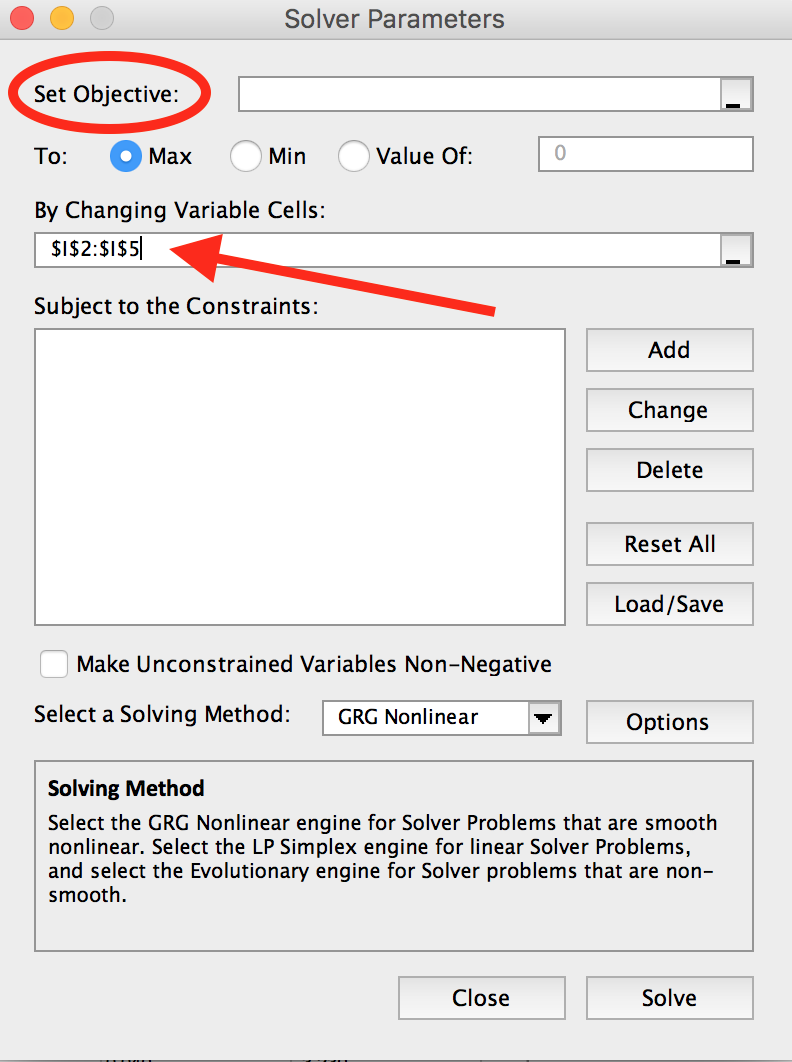 Solver Parameters
Set Objective:
To: Max Min Value Of: 0
By Changing Variable Cells:
$I$2:$I$5
Subject to the Constraints:
Add
Change
Delete
Reset All
Load/Save
Make Unconstrained Variables Non-Negative
Select a Solving Method: GRG Nonlinear Options
Solving Method
Select the GRG Nonlinear engine for Solver Problems that are smooth
nonlinear. Select the LP Simplex engine for linear Solver Problems,
and select the Evolutionary engine for Solver problems that are non-
smooth.
Close Solve